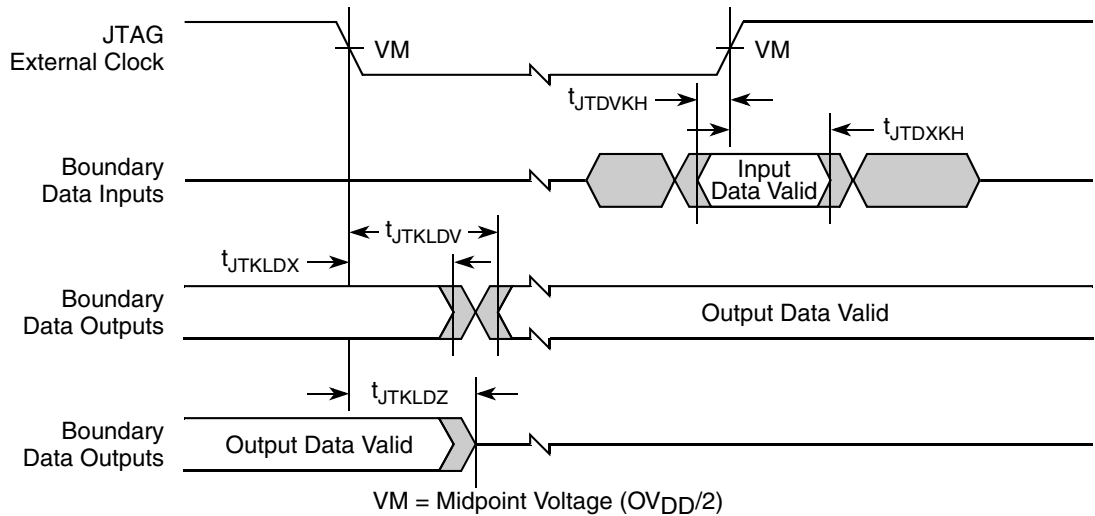 JTAG
External Clock
VM
VM
tJTDVKH
tJTDXKH
Boundary
Data Inputs
Input
Data Valid
tJTKLDV
tJTKLDX
Boundary
Data Outputs
Output Data Valid
tJTKLDZ
Boundary
Data Outputs
Output Data Valid
VM = Midpoint Voltage (OVDD/2)